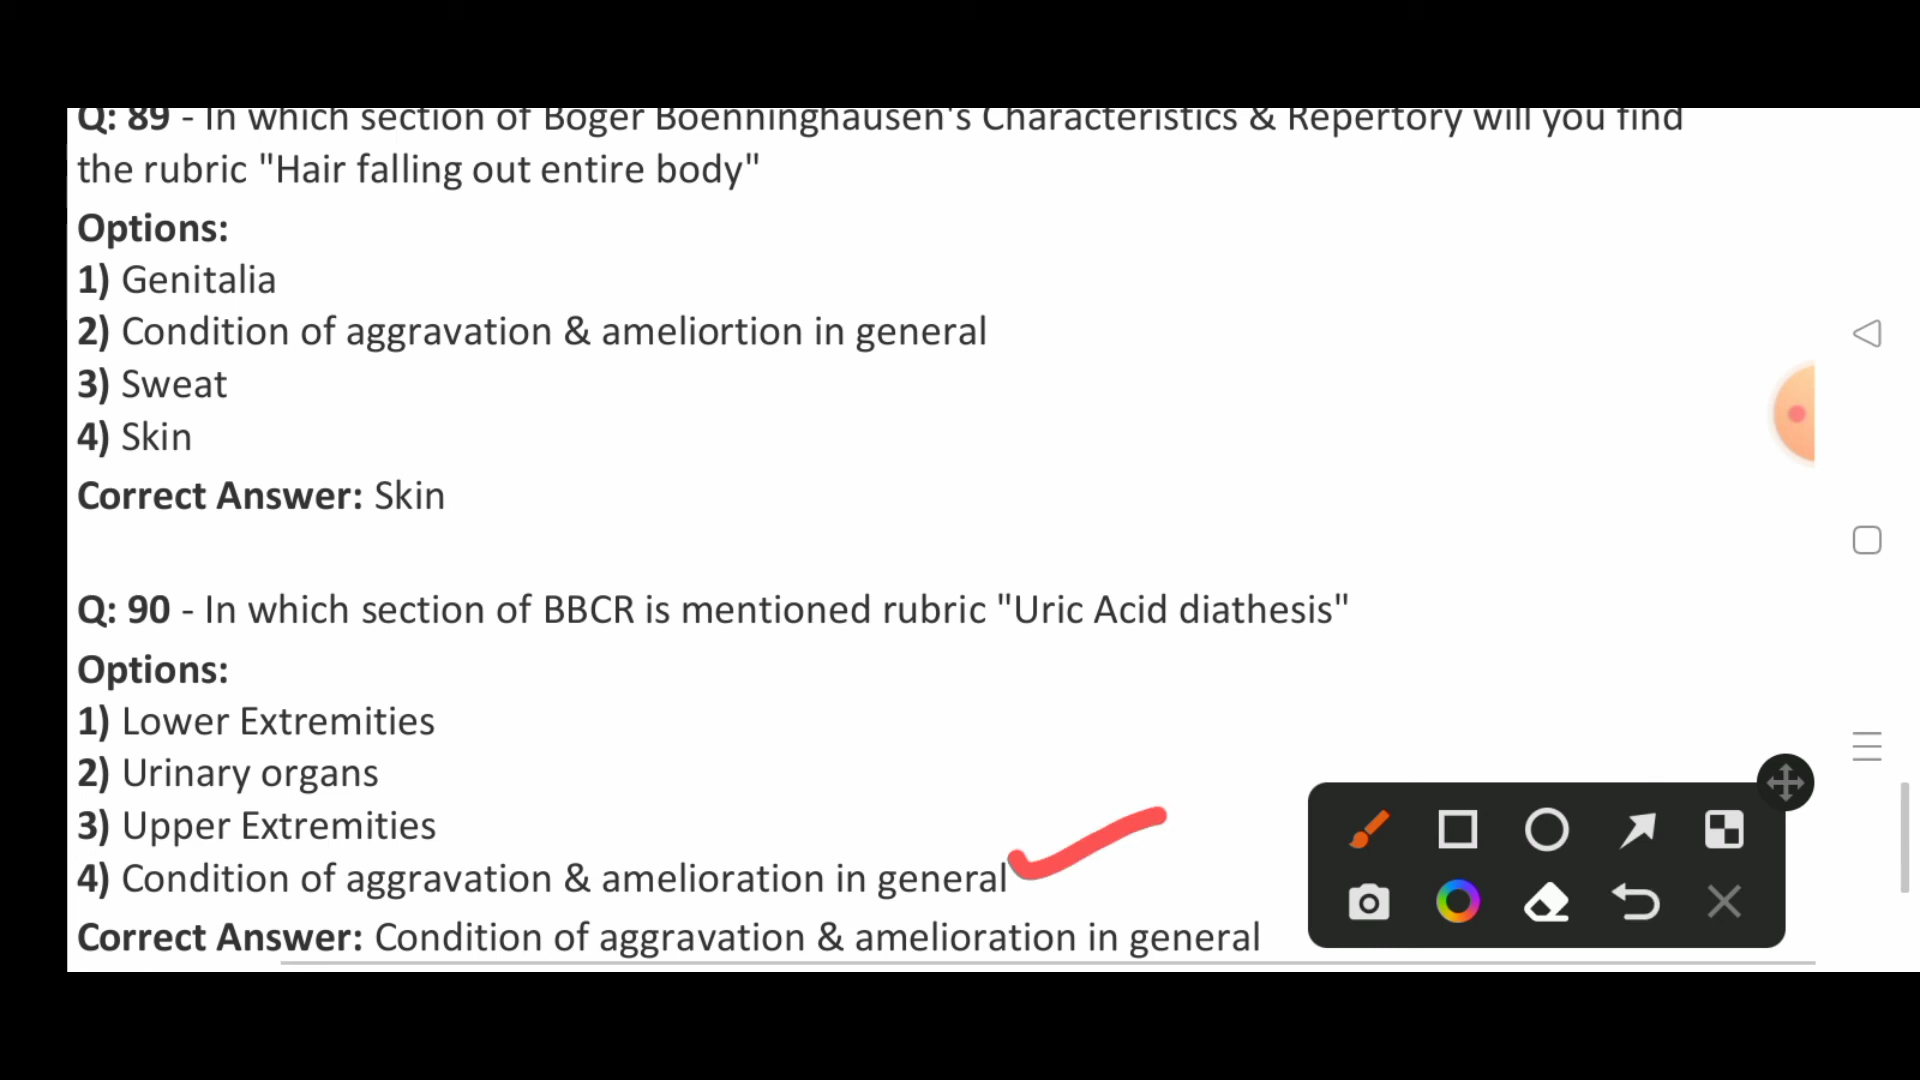 Q: 89 - In which section of Boger Boenninghausen's Characteristics & Repertory will you find
the rubric "Hair falling out entire body"
Options:
1) Genitalia
2) Condition of aggravation & ameliortion in general
3) Sweat
4) Skin
Correct Answer: Skin
Q: 90 - In which section of BBCR is mentioned rubric "Uric Acid diathesis"
Options:
1) Lower Extremities
2) Urinary organs
3) Upper Extremities
4) Condition of aggravation & amelioration in general
Correct Answer: Condition of aggravation & amelioration in general